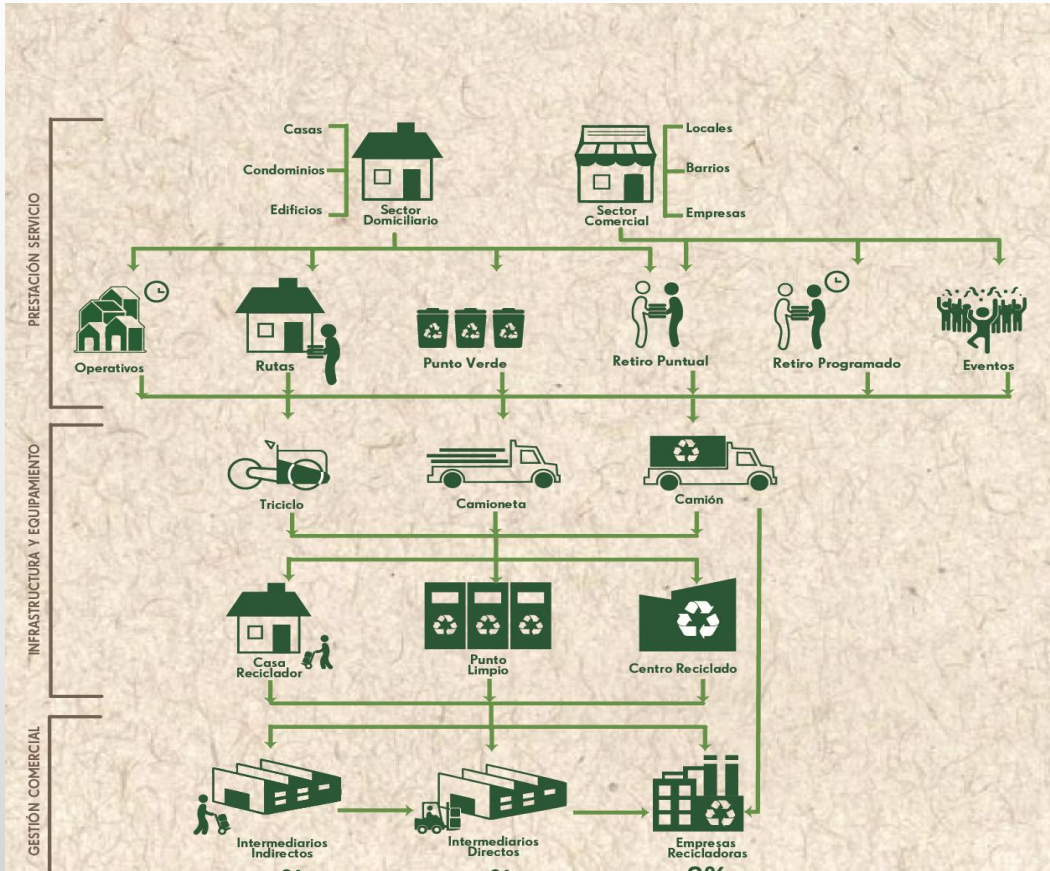 PRESTACIÓN SERVICIO
Casas
Condominios
Edificios
Sector
Domiciliario
Locales
Barrios
Empresas
Sector
Comercial
Operativos
Rutas
Punto Verde
Retiro Puntual
Retiro Programado
Eventos
INFRASTRUCTURA Y EQUIPAMIENTO
Triciclo
Camioneta
Camión
Casa
Reciclador
Punto
Limpio
Centro Reciclado
GESTIÓN COMERCIAL
Intermediarios
Indirectos
Intermediarios
Directos
Empresas
Recicladoras